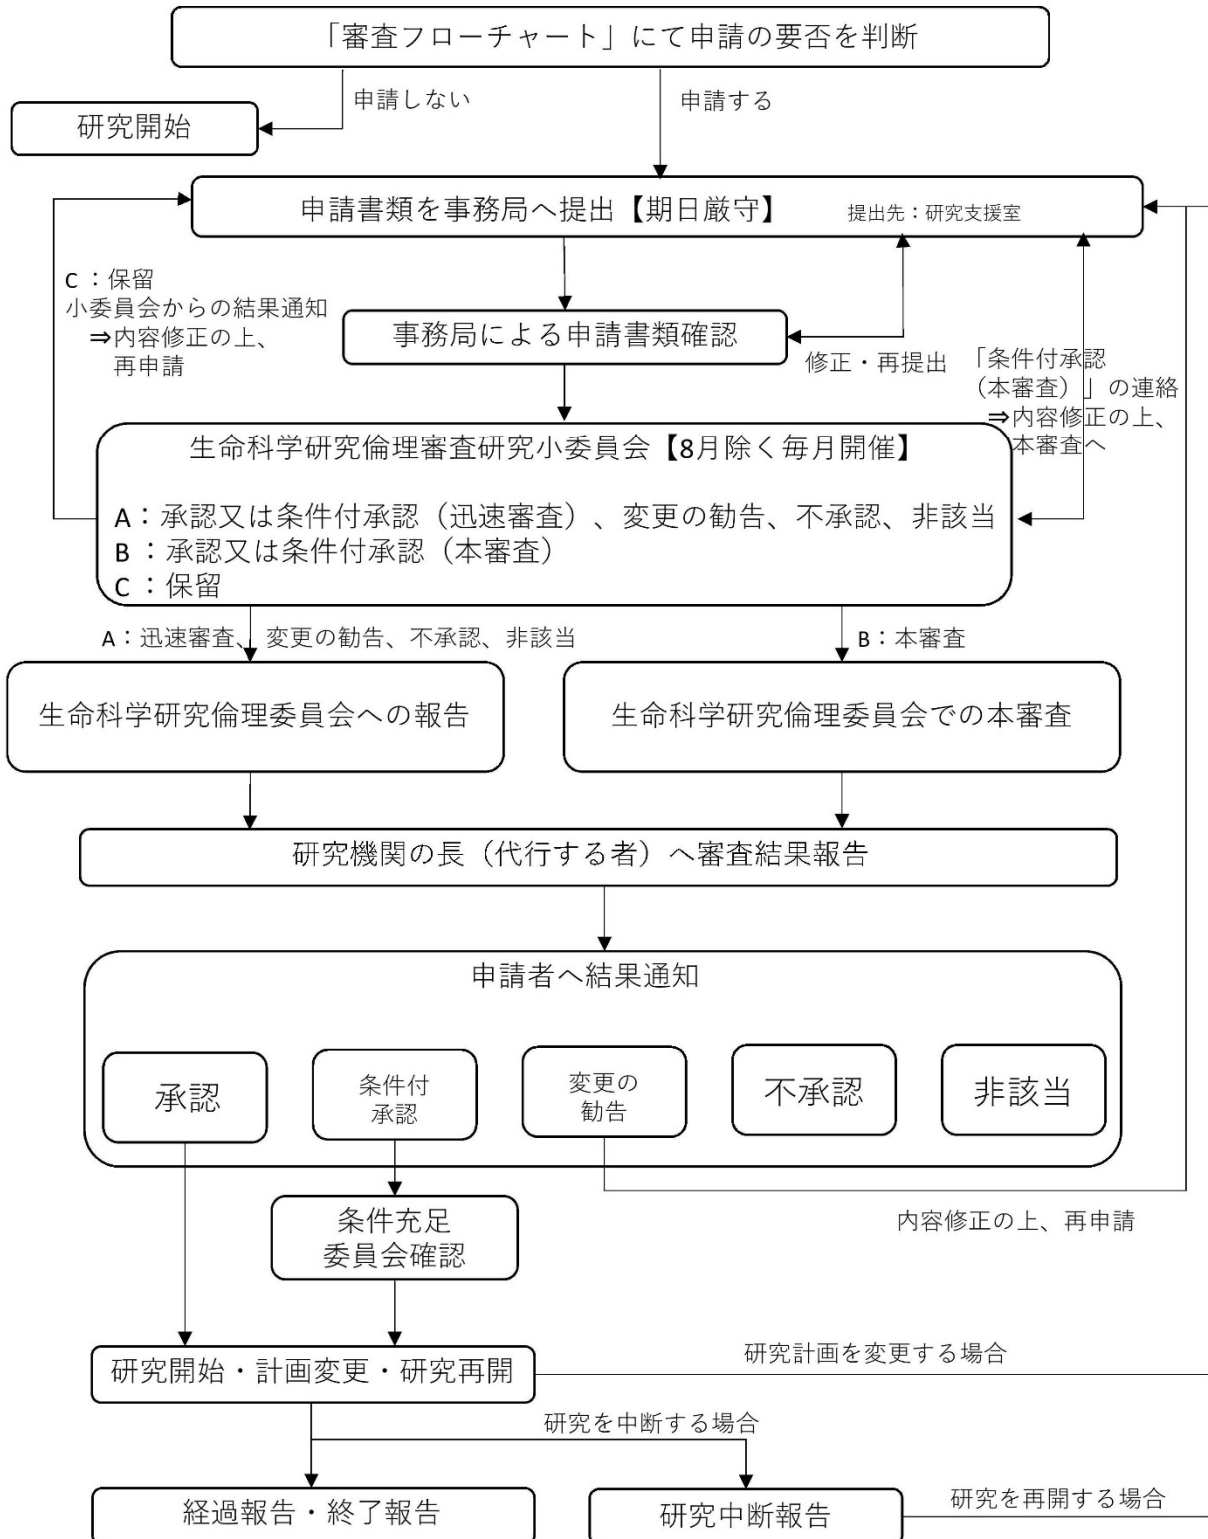 「審査フローチャート」にて申請の要否を判断
申請しない
申請する
研究開始
申請書類を事務局へ提出【期日厳守】 提出先：研究支援室
C：保留
小委員会からの結果通知
⇒内容修正の上、
再申請
事務局による申請書類確認
修正・再提出
「条件付承認
（本審査）」の連絡
⇒内容修正の上、
本審査へ
生命科学研究倫理審査研究小委員会【8月除く毎月開催】
A：承認又は条件付承認（迅速審査）、変更の勧告、不承認、非該当
B：承認又は条件付承認（本審査）
C：保留
A：迅速審査、変更の勧告、不承認、非該当
B：本審査
生命科学研究倫理委員会への報告
生命科学研究倫理委員会での本審査
研究機関の長（代行する者）へ審査結果報告
申請者へ結果通知
承認
条件付
承認
変更の
勧告
不承認
非該当
内容修正の上、再申請
条件充足
委員会確認
研究開始・計画変更・研究再開
研究計画を変更する場合
研究を中断する場合
経過報告・終了報告
研究中断報告
研究を再開する場合